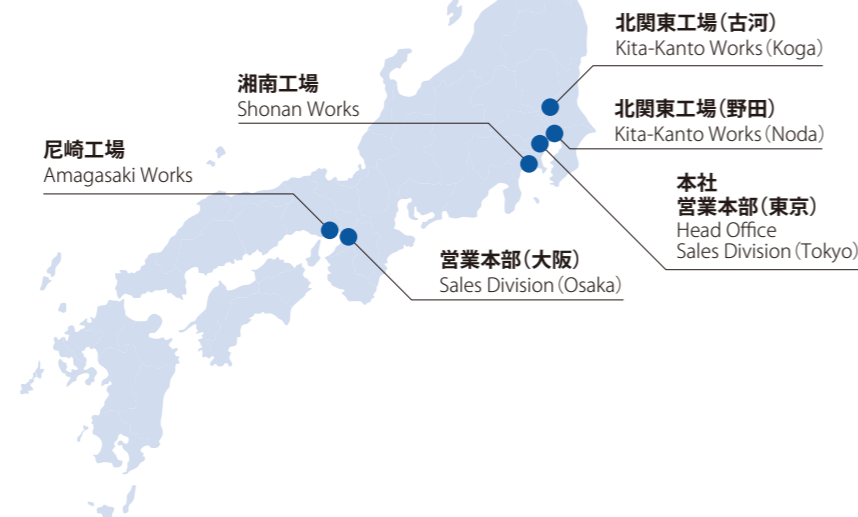 北関東工場（古河）
Kita-Kanto Works（Koga）
湘南工場
Shonan Works
北関東工場（野田）
Kita-Kanto Works（Noda）
尼崎工場
Amagasaki Works
本社
営業本部（東京）
Head Office
Sales Division（Tokyo）
営業本部（大阪）
Sales Division（Osaka）